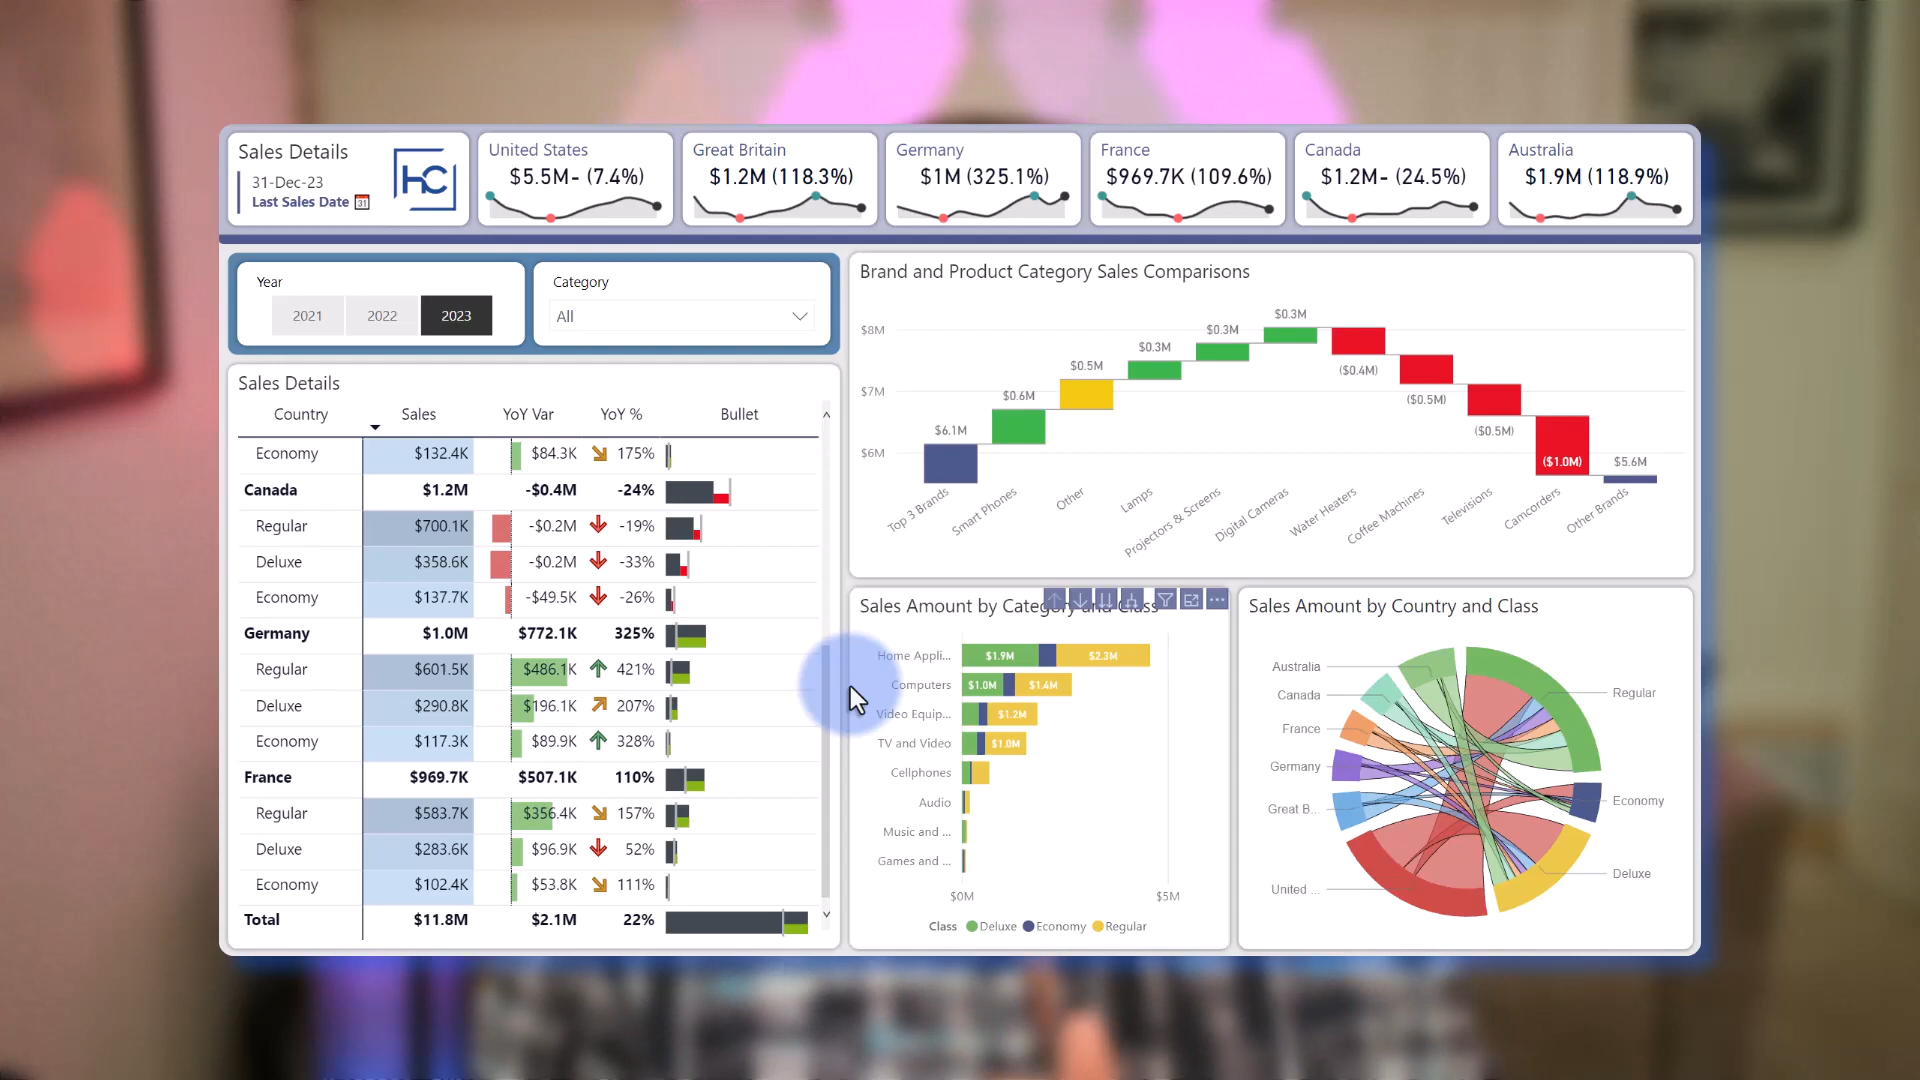 Sales Details
31-Dec-23
Last Sales Date 31
HC
United States
$5.5M- (7.4%)
Great Britain
$1.2M (118.3%)
Germany
$1M (325.1%)
France
$969.7K (109.6%)
Canada
$1.2M- (24.5%)
Australia
$1.9M (118.9%)
Year
2021 2022 2023
Category
All
Sales Details
Country Sales YoY Var YoY % Bullet
Economy $132.4K $84.3K 175%
Canada $1.2M -$0.4M -24%
Regular $700.1K -$0.2M -19%
Deluxe $358.6K -$0.2M -33%
Economy $137.7K -$49.5K -26%
Germany $1.0M $772.1K 325%
Regular $601.5K $486.1K 421%
Deluxe $290.8K $196.1K 207%
Economy $117.3K $89.9K 328%
France $969.7K $507.1K 110%
Regular $583.7K $356.4K 157%
Deluxe $283.6K $96.9K 52%
Economy $102.4K $53.8K 111%
Total $11.8M $2.1M 22%
Brand and Product Category Sales Comparisons
$8M
$7M
$6M
$6.1M
$0.6M
$0.5M
$0.3M
$0.3M
$0.3M
($0.4M)
($0.5M)
($0.5M)
($1.0M)
$5.6M
Top 3 Brands
Smart Phones
Other
Lamps
Projectors & Screens
Digital Cameras
Water Heaters
Coffee Machines
Televisions
Camcorders
Other Brands
Sales Amount by Category and Class
Home Appli... $1.9M $2.3M
Computers $1.0M $1.4M
Video Equip... $1.2M
TV and Video $1.0M
Cellphones
Audio
Music and ...
Games and ...
$0M $5M
Class Deluxe Economy Regular
Sales Amount by Country and Class
Australia
Canada
France
Germany
Great B...
United ...
Regular
Economy
Deluxe